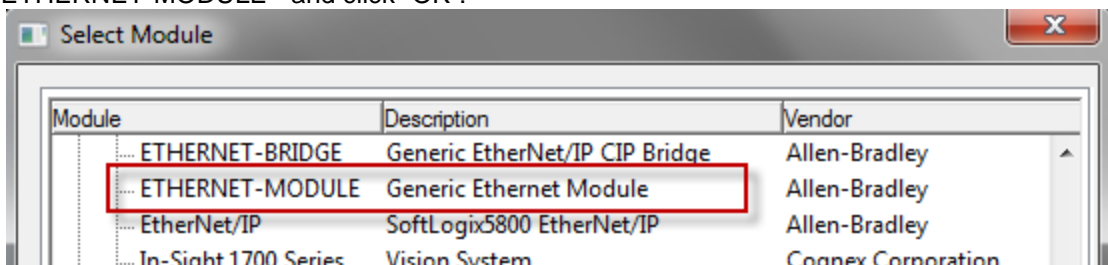 ETHERNET-MODULE" and click "OK".
Select Module
Module Description Vendor
ETHERNET-BRIDGE Generic EtherNet/IP CIP Bridge Allen-Bradley
ETHERNET-MODULE Generic Ethernet Module Allen-Bradley
EtherNet/IP SoftLogix5800 EtherNet/IP Allen-Bradley
In-Sight 1700 Series Vision System Cognex Corporation